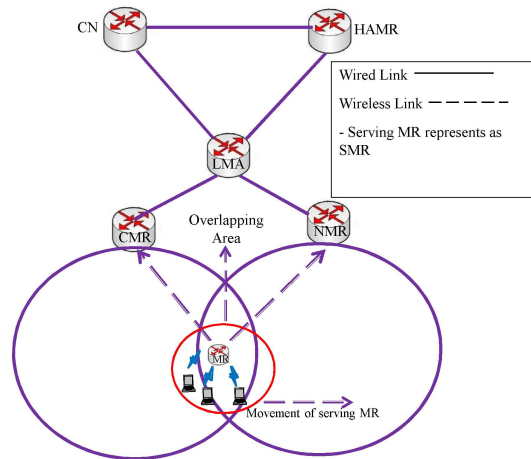 CN
HAMR
Wired Link
Wireless Link
- Serving MR represents as
SMR
LMA
Overlapping
Area
CMR
NMR
MR
Movement of serving MR